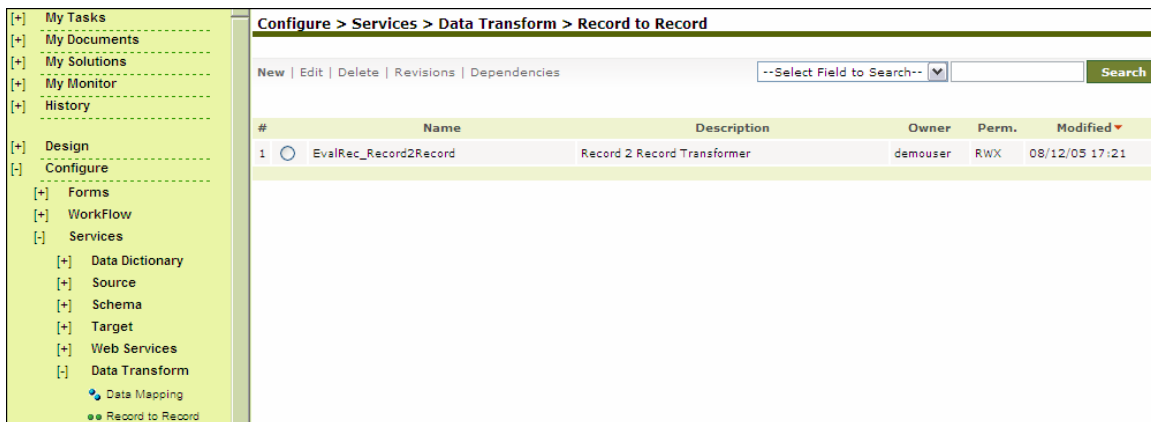 [+] My Tasks
[+] My Documents
[+] My Solutions
[+] My Monitor
[+] History
[+] Design
[-] Configure
[+] Forms
[+] WorkFlow
[-] Services
[+] Data Dictionary
[+] Source
[+] Schema
[+] Target
[+] Web Services
[-] Data Transform
Data Mapping
Record to Record
Configure > Services > Data Transform > Record to Record
New | Edit | Delete | Revisions | Dependencies --Select Field to Search-- Search
# Name Description Owner Perm. Modified
1 EvalRec_Record2Record Record 2 Record Transformer demouser RWX 08/12/05 17:21